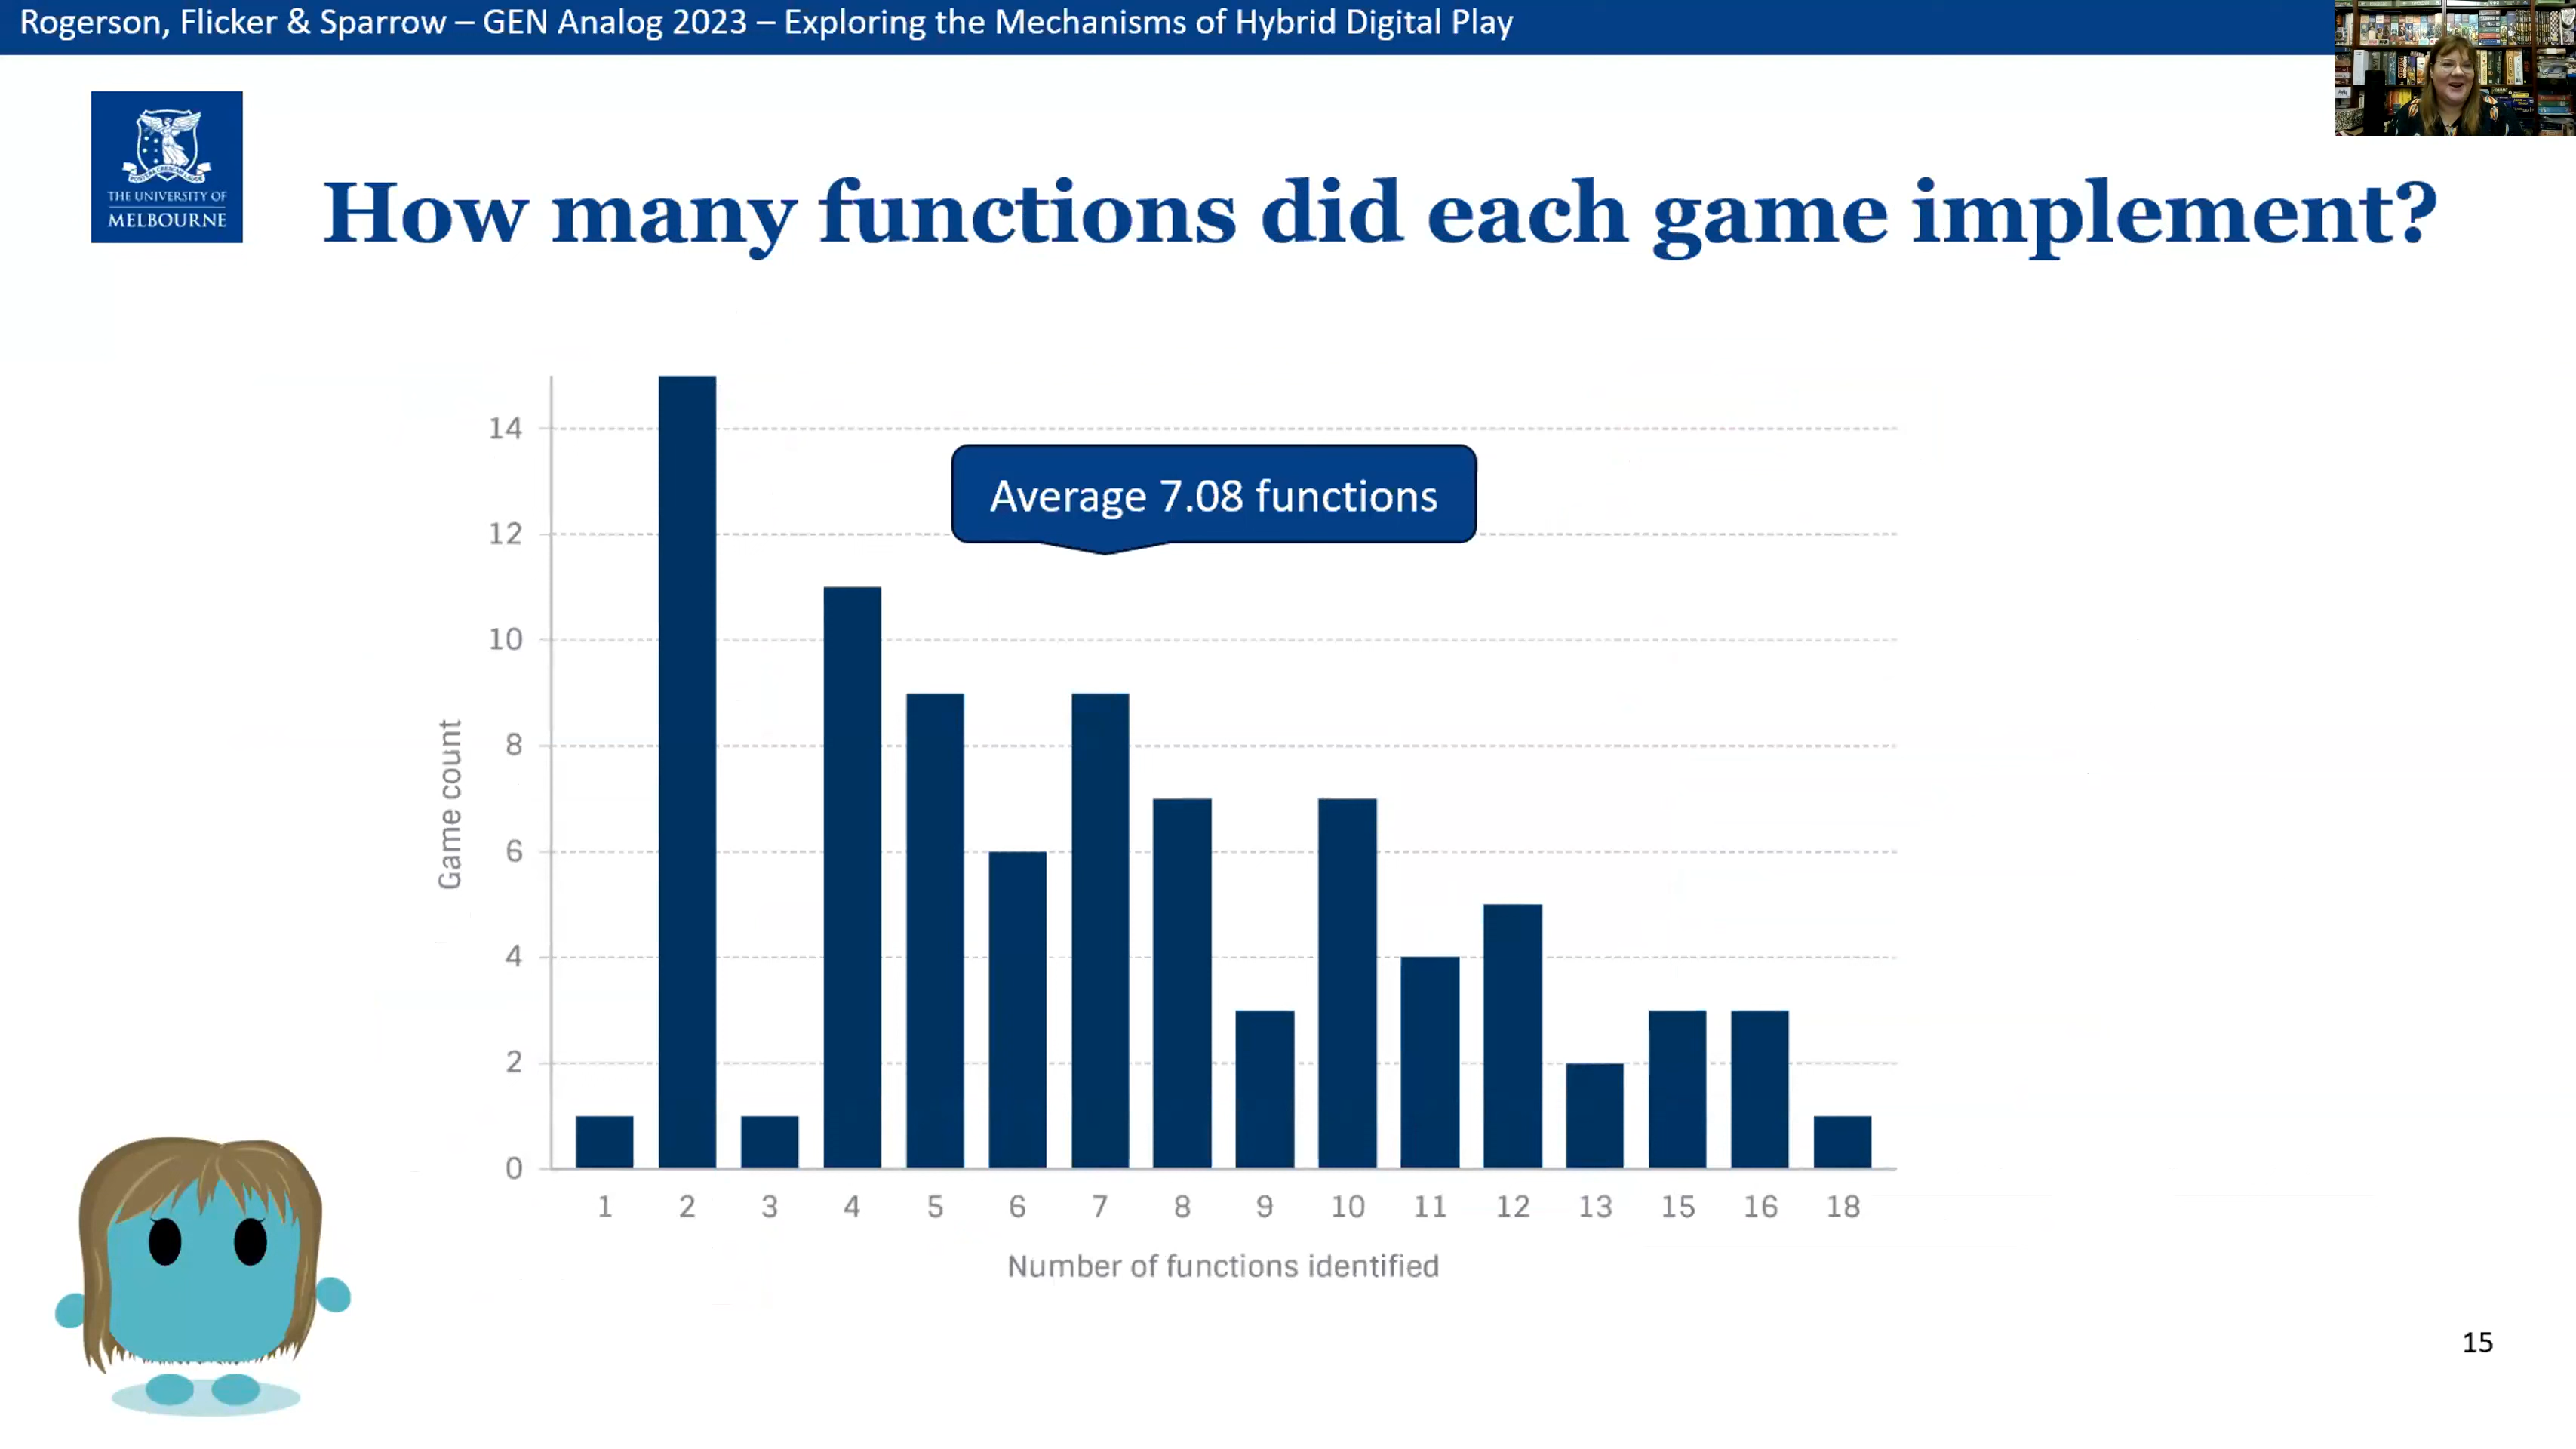 Rogerson, Flicker & Sparrow – GEN Analog 2023 – Exploring the Mechanisms of Hybrid Digital Play
THE UNIVERSITY OF
MELBOURNE
How many functions did each game implement?
Average 7.08 functions
Game count
14
12
10
8
6
4
2
0
1 2 3 4 5 6 7 8 9 10 11 12 13 15 16 18
Number of functions identified
15